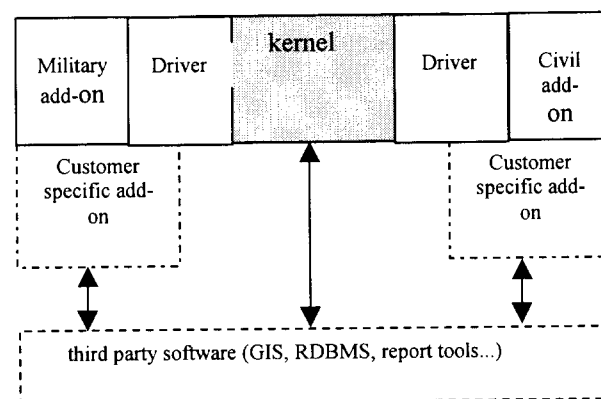 Military
add-on
Driver
kernel
Driver
Civil
add-
on
Customer
specific add-
on
Customer
specific add-
on
third party software (GIS, RDBMS, report tools...)